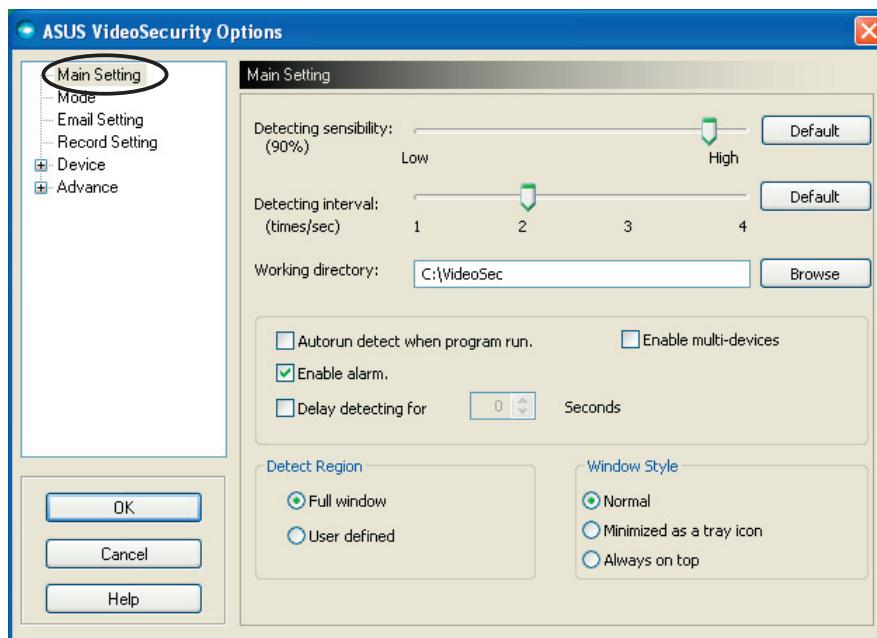 ASUS VideoSecurity Options
Main Setting
Mode
Email Setting
Record Setting
Device
Advance
OK
Cancel
Help
Main Setting
Detecting sensibility:
(90%)
Low
High
Default
Detecting interval:
(times/sec)
1 2 3 4
Default
Working directory:
C:\VideoSec
Browse
Autorun detect when program run.
Enable multi-devices
Enable alarm.
Delay detecting for 0 Seconds
Detect Region
Full window
User defined
Window Style
Normal
Minimized as a tray icon
Always on top